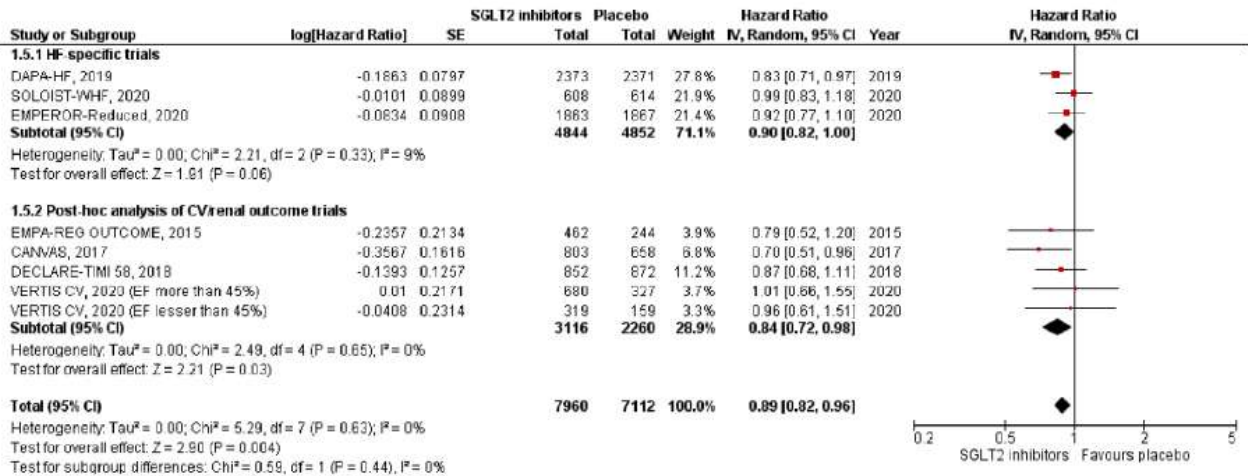 SGLT2 inhibitors Placebo Hazard Ratio Hazard Ratio
Study or Subgroup log[Hazard Ratio] SE Total Total Weight IV, Random, 95% CI Year IV, Random, 95% CI
1.5.1 HF-specific trials
DAPA-HF, 2019 -0.1863 0.0797 2373 2371 27.8% 0.83 [0.71, 0.97] 2019
SOLOIST-WHF, 2020 -0.0101 0.0899 608 614 21.9% 0.99 [0.83, 1.18] 2020
EMPEROR-Reduced, 2020 -0.0834 0.0908 1863 1867 21.4% 0.92 [0.77, 1.10] 2020
Subtotal (95% CI) 4844 4852 71.1% 0.90 [0.82, 1.00]
Heterogeneity: Tau² = 0.00; Chi² = 2.21, df = 2 (P = 0.33); I² = 9%
Test for overall effect: Z = 1.91 (P = 0.06)
1.5.2 Post-hoc analysis of CV/renal outcome trials
EMPA-REG OUTCOME, 2015 -0.2357 0.2134 462 244 3.9% 0.79 [0.52, 1.20] 2015
CANVAS, 2017 -0.3567 0.1616 803 658 6.8% 0.70 [0.51, 0.96] 2017
DECLARE-TIMI 58, 2018 -0.1393 0.1257 852 872 11.2% 0.87 [0.68, 1.11] 2018
VERTIS CV, 2020 (EF more than 45%) 0.01 0.2171 680 327 3.7% 1.01 [0.66, 1.55] 2020
VERTIS CV, 2020 (EF lesser than 45%) -0.0408 0.2314 319 159 3.3% 0.96 [0.61, 1.51] 2020
Subtotal (95% CI) 3116 2260 28.9% 0.84 [0.72, 0.98]
Heterogeneity: Tau² = 0.00; Chi² = 2.49, df = 4 (P = 0.65); I² = 0%
Test for overall effect: Z = 2.21 (P = 0.03)
Total (95% CI) 7960 7112 100.0% 0.89 [0.82, 0.96]
Heterogeneity: Tau² = 0.00; Chi² = 5.29, df = 7 (P = 0.63); I² = 0%
Test for overall effect: Z = 2.90 (P = 0.004)
Test for subgroup differences: Chi² = 0.59, df = 1 (P = 0.44), I² = 0%
0.2 0.5 1 2 5
SGLT2 inhibitors Favours placebo